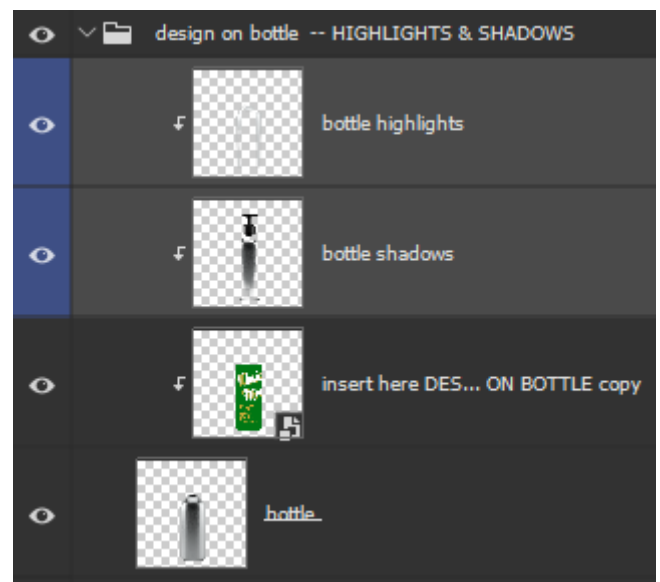 design on bottle -- HIGHLIGHTS & SHADOWS
bottle highlights
bottle shadows
insert here DES... ON BOTTLE copy
bottle